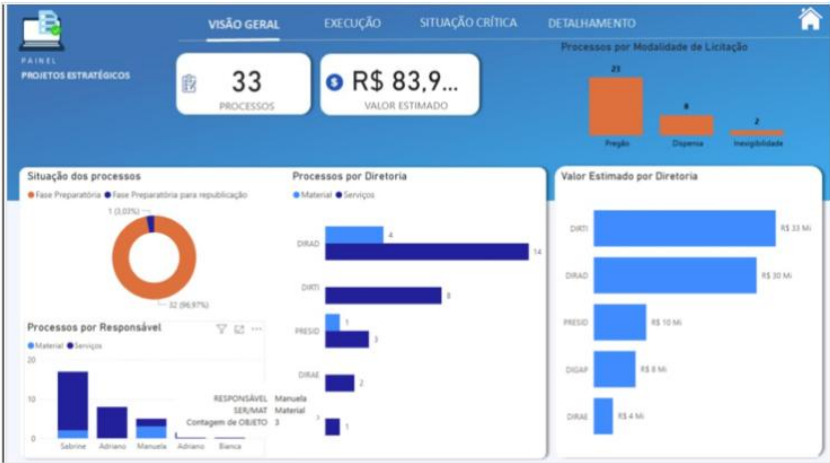 VISÃO GERAL
EXECUÇÃO
SITUAÇÃO CRÍTICA
DETALHAMENTO
PAINEL
PROJETOS ESTRATÉGICOS
33
PROCESSOS
R$ 83,9...
VALOR ESTIMADO
Processos por Modalidade de Licitação
23
8
2
Pregão
Dispensa
Inexigibilidade
Situação dos processos
Fase Preparatória
Fase Preparatória para republicação
1 (3,03%)
32 (96,97%)
Processos por Responsável
Material
Serviços
20
10
0
Sabrine
Adriano
Manuela
Adriano
Bianca
RESPONSÁVEL Manuela
SER/MAT Material
Contagem de OBJETO 3
Processos por Diretoria
Material
Serviços
DIRAD
4
14
DIRTI
8
PRESID
1
3
DIRAE
2
1
Valor Estimado por Diretoria
DIRTI
R$ 33 Mi
DIRAD
R$ 30 Mi
PRESID
R$ 10 Mi
DIGAP
R$ 8 Mi
DIRAE
R$ 4 Mi